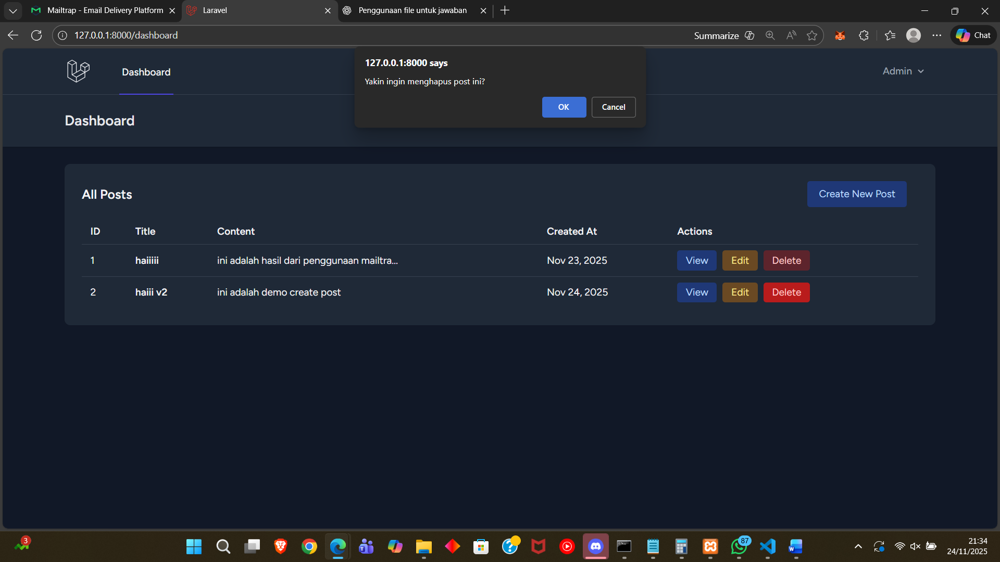 Mailtrap - Email Delivery Platform
Laravel
Penggunaan file untuk jawaban
127.0.0.1:8000/dashboard
Summarize
Chat
127.0.0.1:8000 says
Yakin ingin menghapus post ini?
OK
Cancel
Dashboard
Admin
Dashboard
All Posts
Create New Post
ID Title Content Created At Actions
1 haiiiii ini adalah hasil dari penggunaan mailtra... Nov 23, 2025 View Edit Delete
2 haiii v2 ini adalah demo create post Nov 24, 2025 View Edit Delete
3
87
21:34
24/11/2025